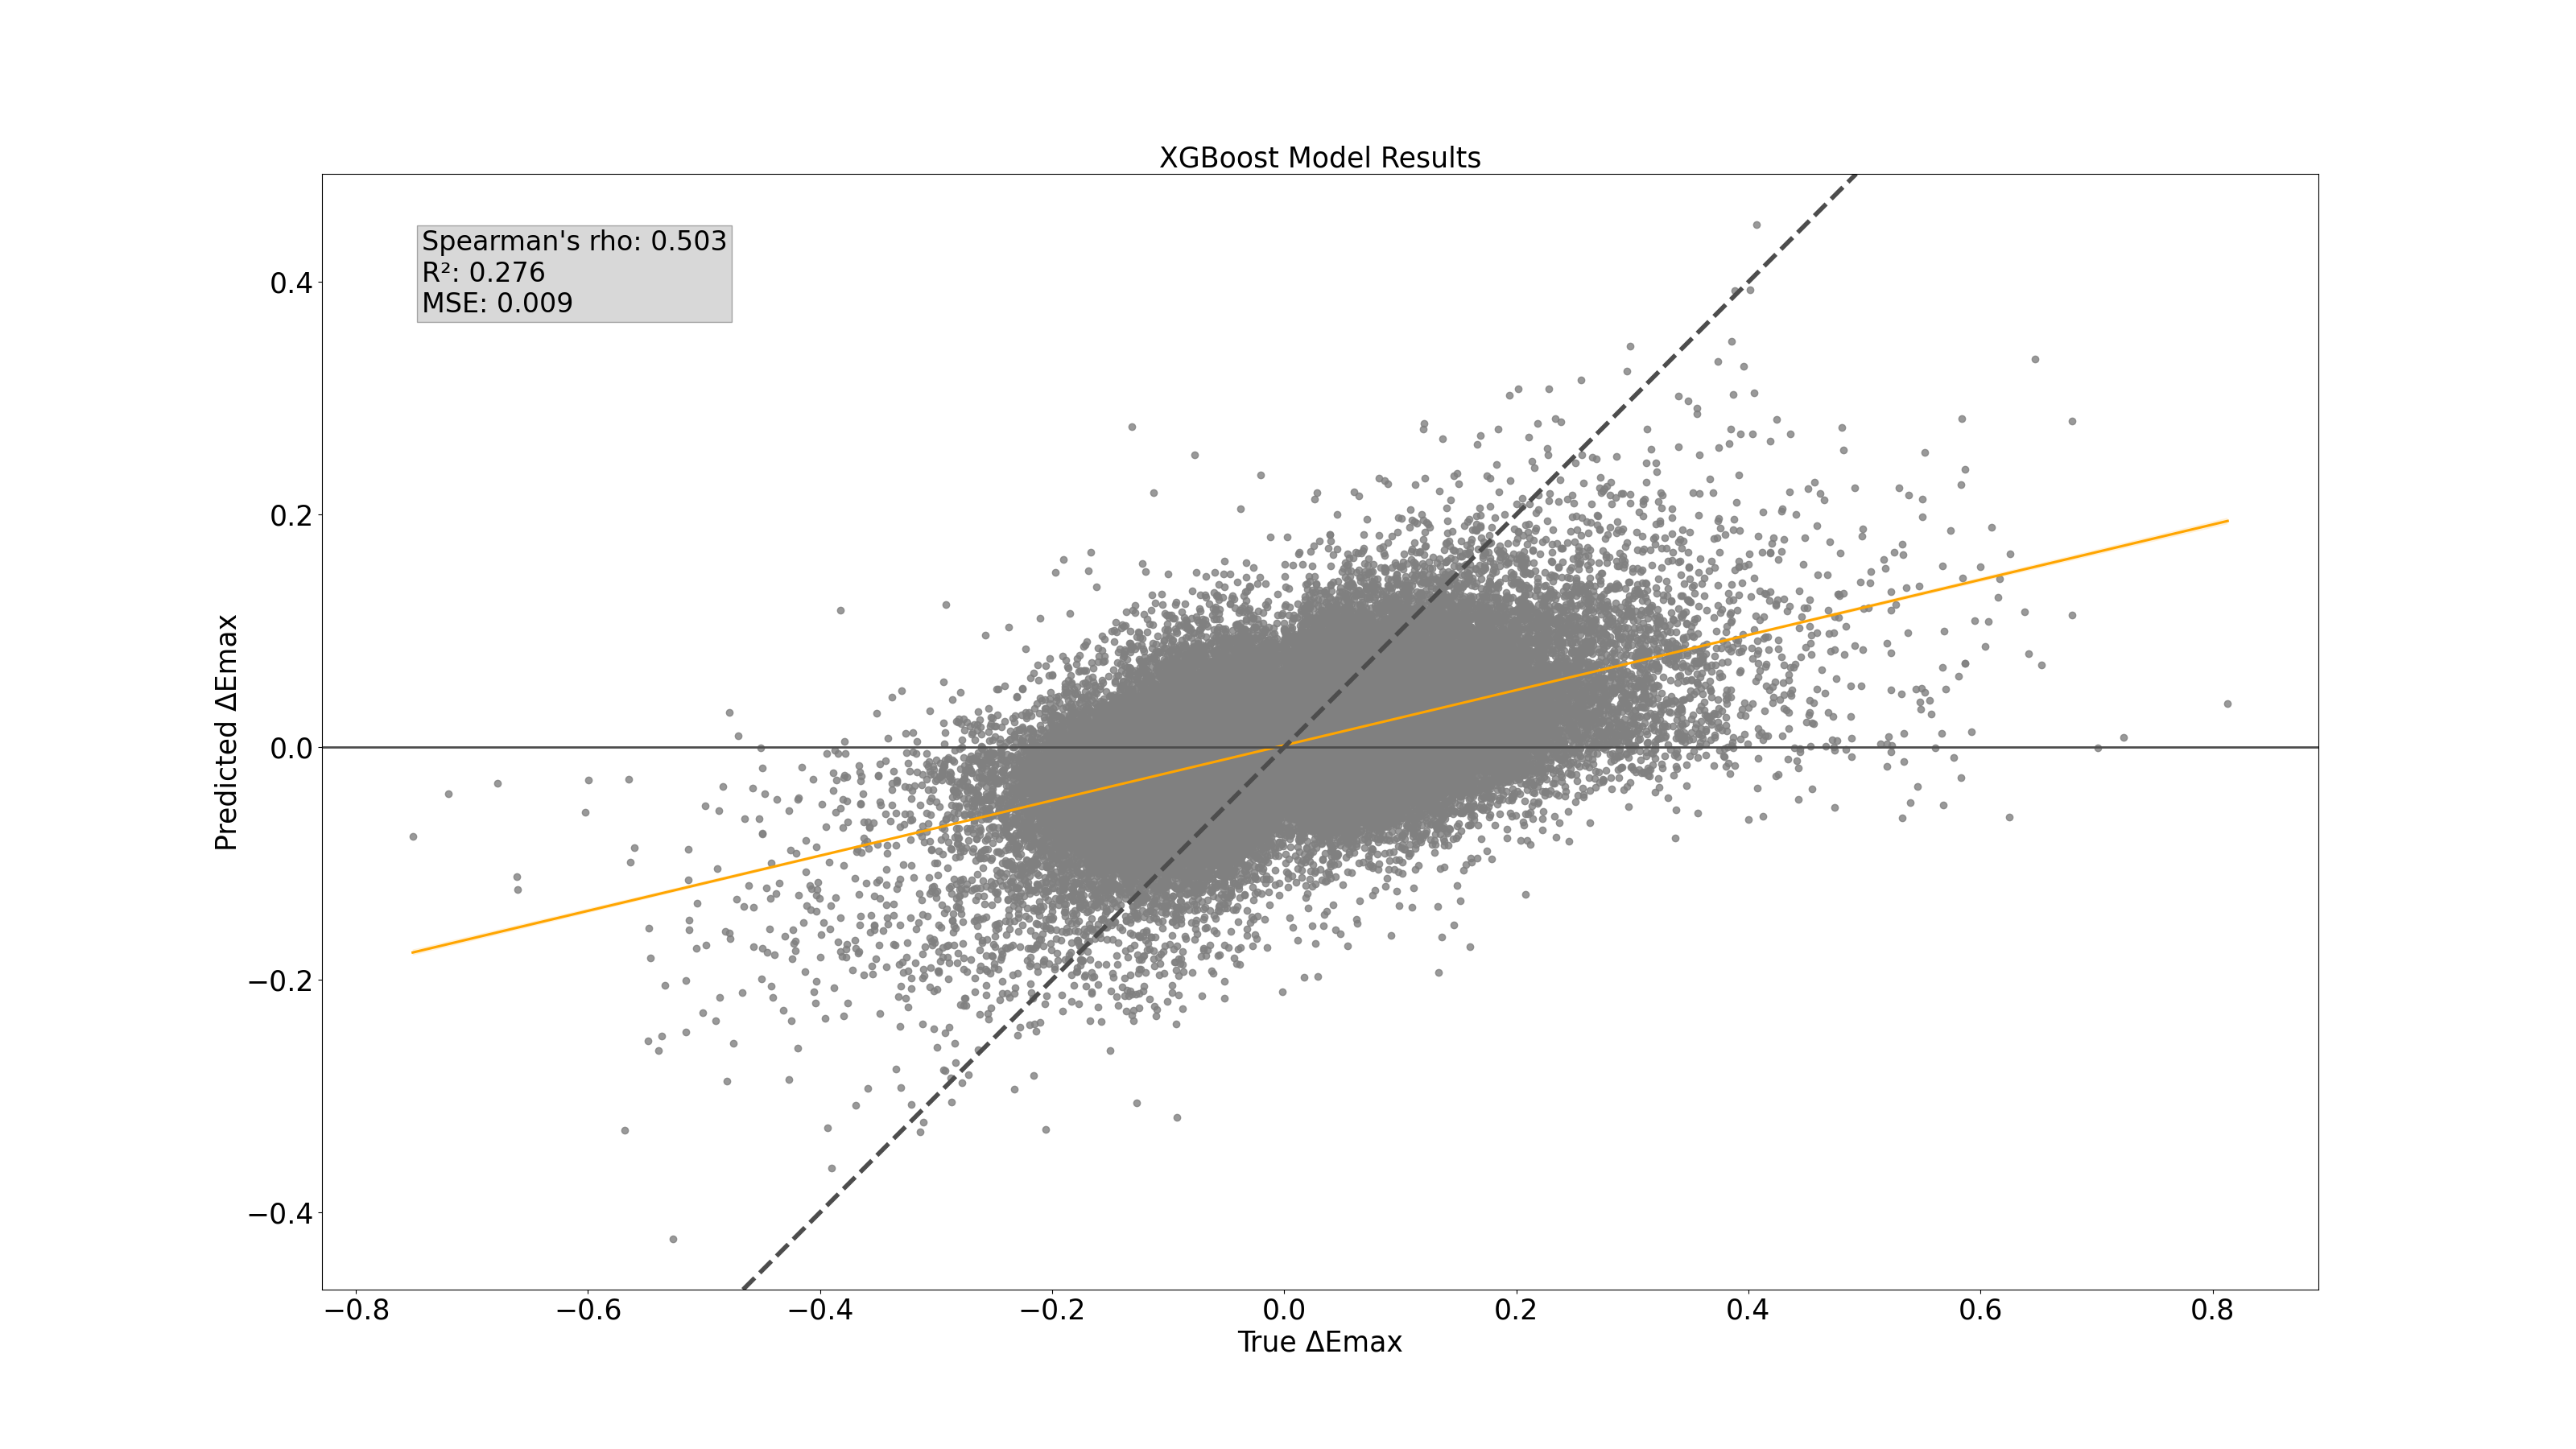 XGBoost Model Results
Spearman's rho: 0.503
R²: 0.276
MSE: 0.009
0.4
0.2
0.0
−0.2
−0.4
Predicted ΔEmax
−0.8 −0.6 −0.4 −0.2 0.0 0.2 0.4 0.6 0.8
True ΔEmax